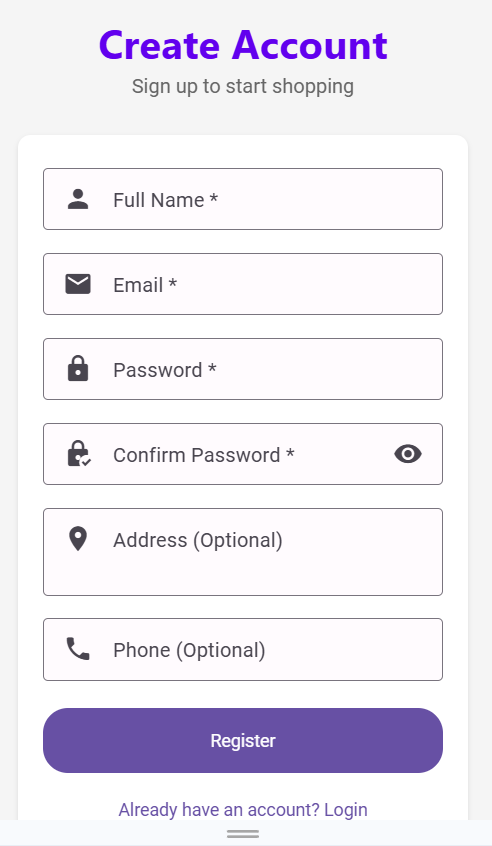 Create Account
Sign up to start shopping
Full Name *
Email *
Password *
Confirm Password *
Address (Optional)
Phone (Optional)
Register
Already have an account? Login